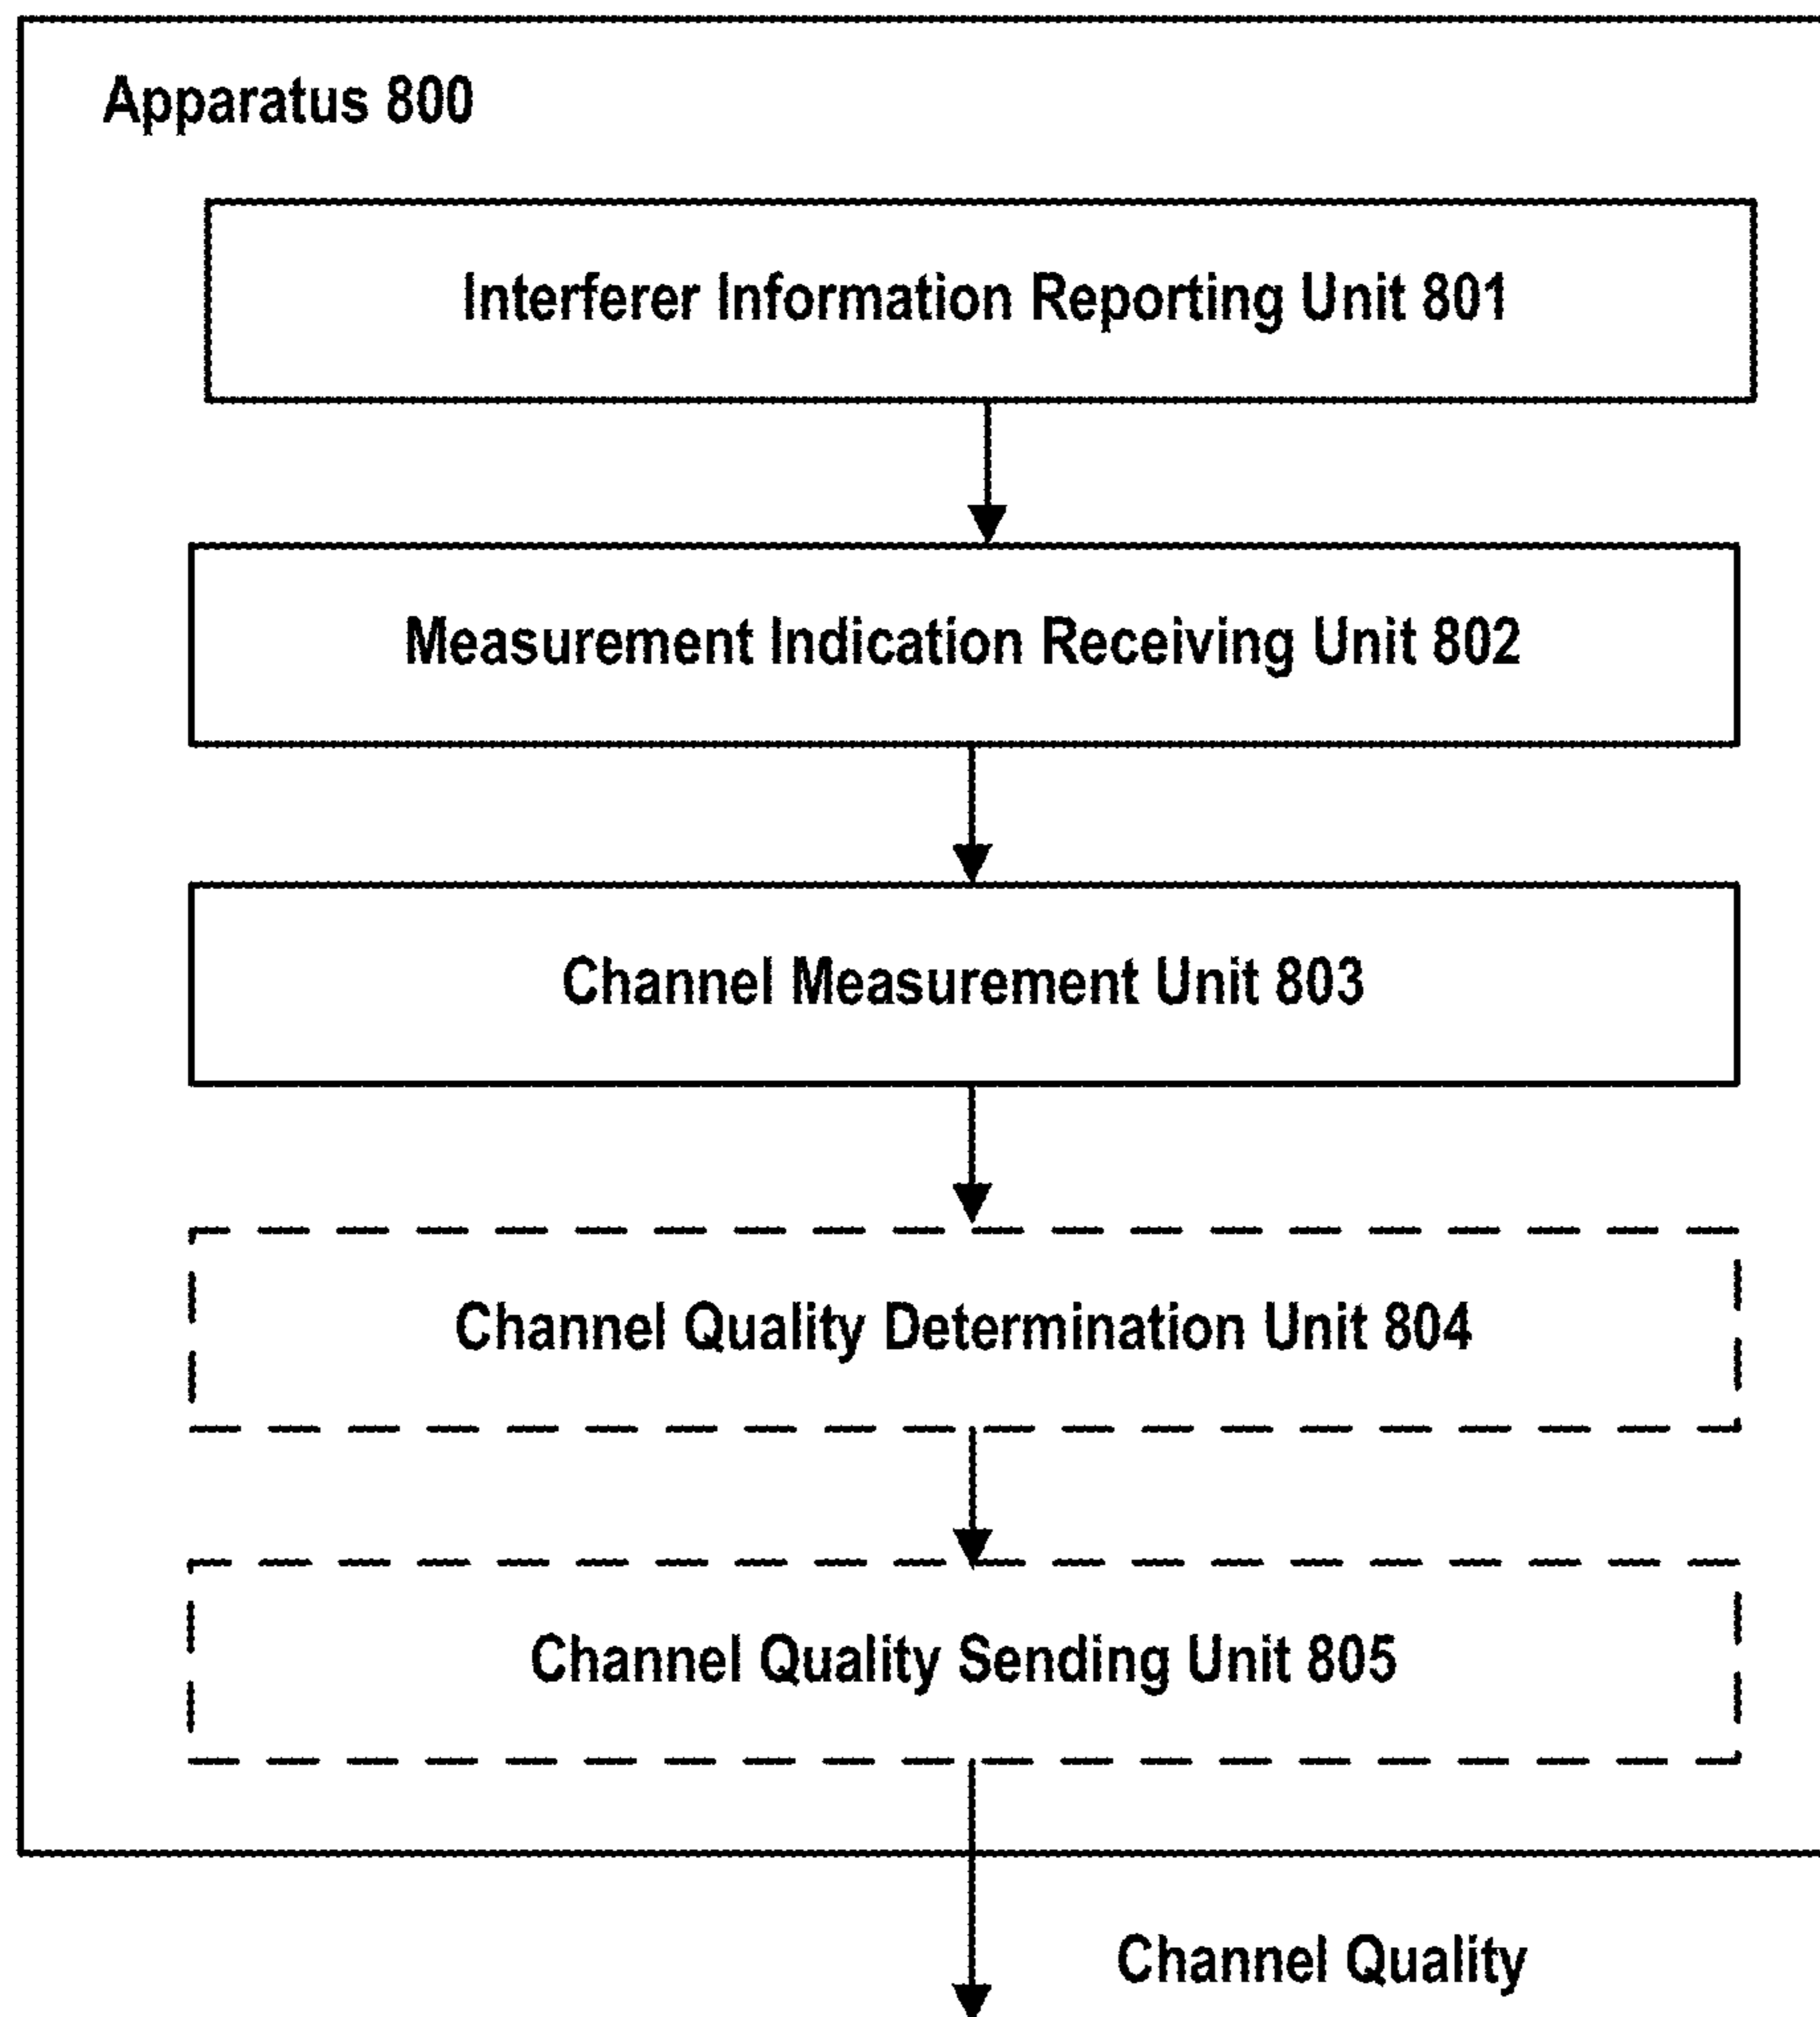 Apparatus 800
Interferer Information Reporting Unit 801
Measurement Indication Receiving Unit 802
Channel Measurement Unit 803
Channel Quality Determination Unit 804
Channel Quality Sending Unit 805
Channel Quality